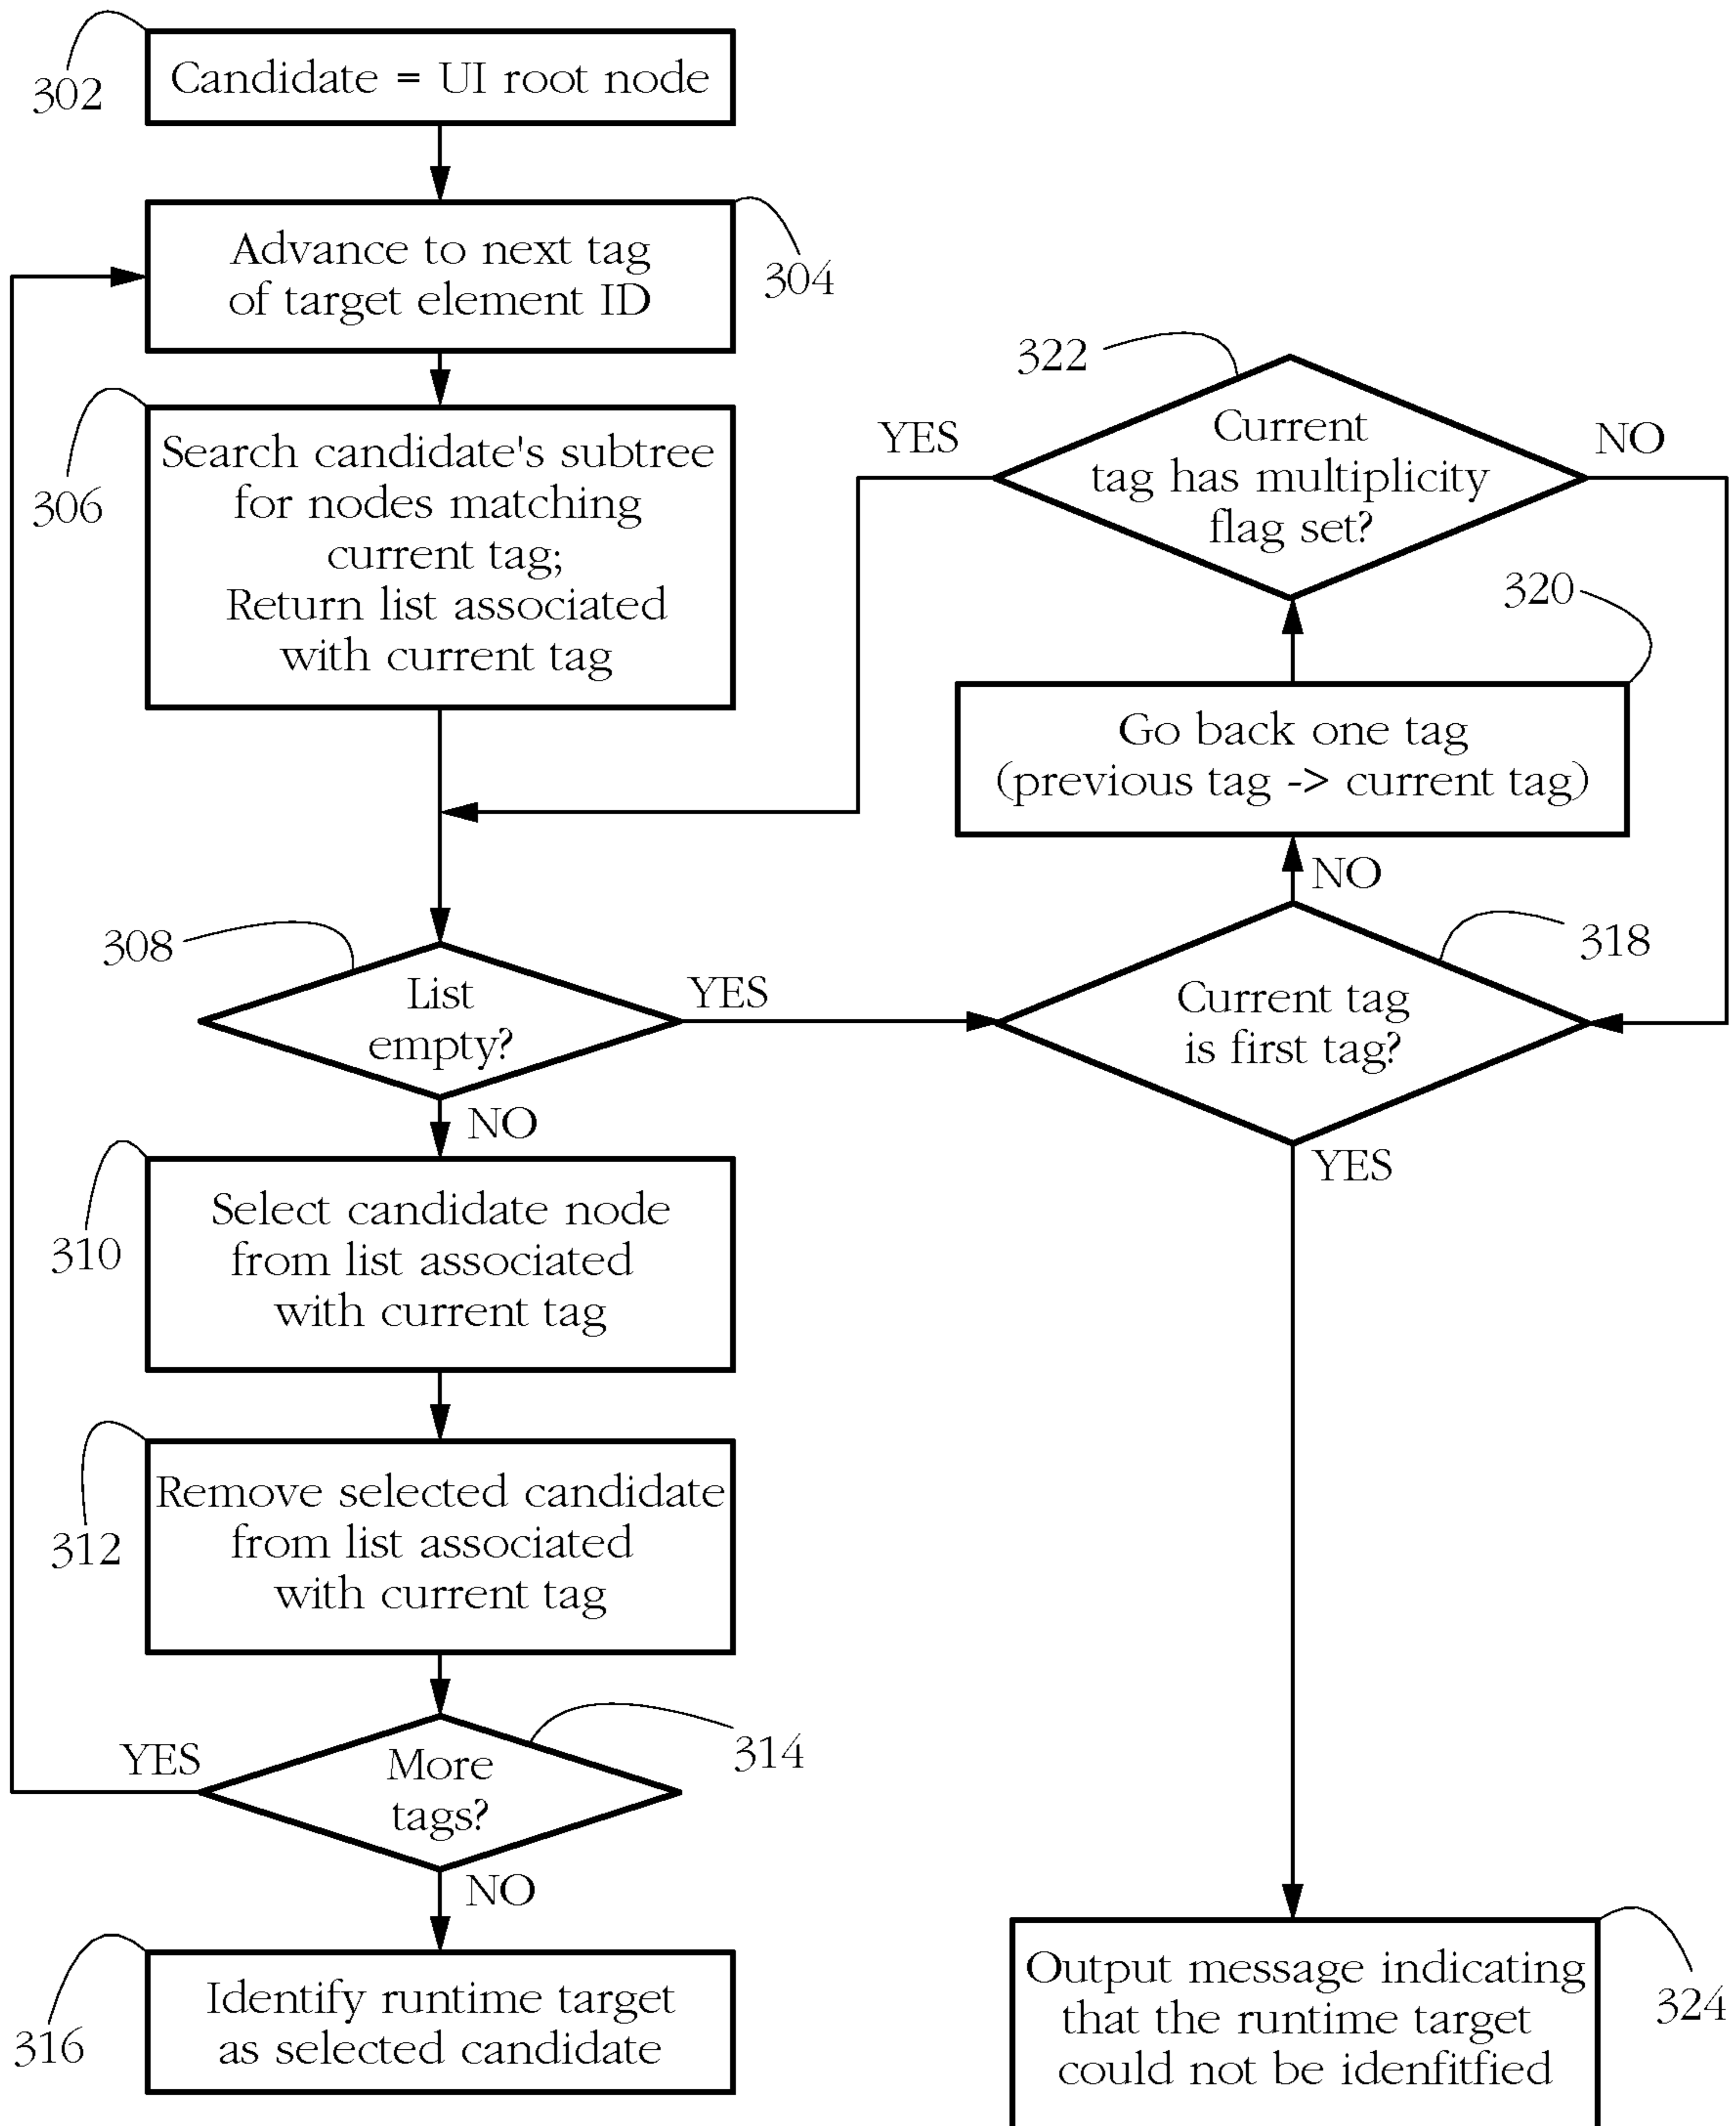 302
Candidate = UI root node
304
Advance to next tag
of target element ID
306
Search candidate's subtree
for nodes matching
current tag;
Return list associated
with current tag
322
YES
Current
tag has multiplicity
flag set?
NO
320
Go back one tag
(previous tag -> current tag)
NO
308
List
empty?
YES
318
Current tag
is first tag?
NO
YES
310
Select candidate node
from list associated
with current tag
312
Remove selected candidate
from list associated
with current tag
314
YES
More
tags?
NO
316
Identify runtime target
as selected candidate
324
Output message indicating
that the runtime target
could not be idenfitfied